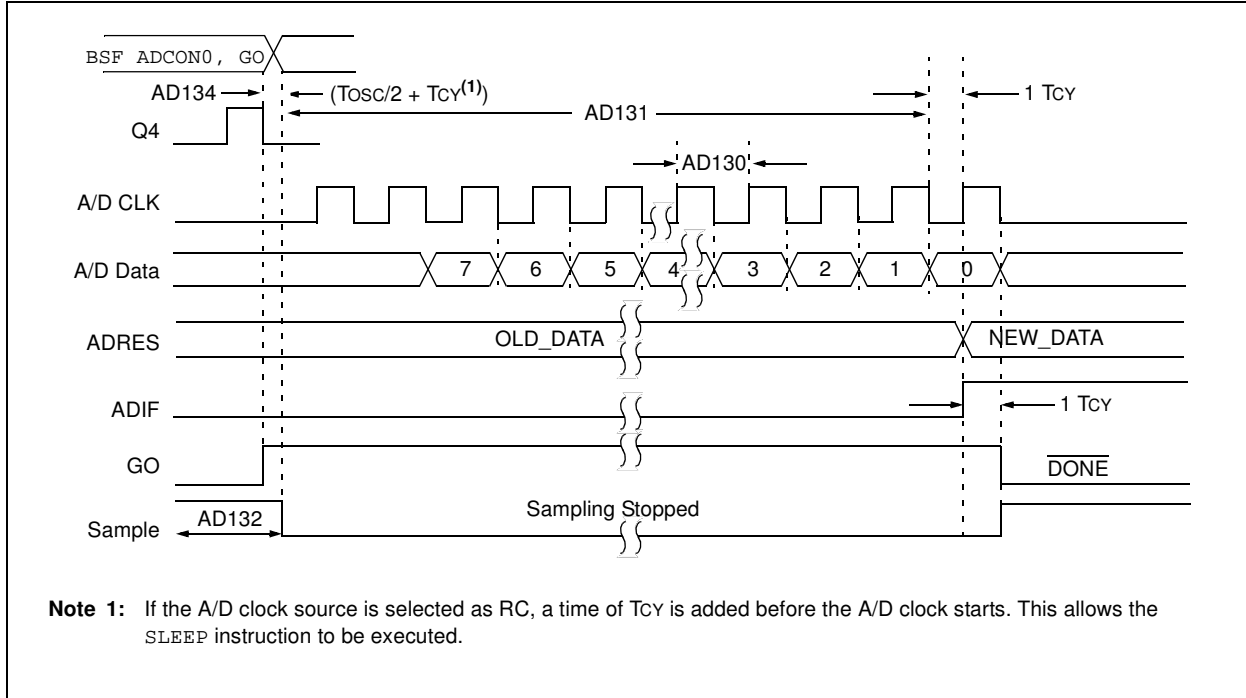 BSF ADCON0, GO
AD134
(TOSC/2 + TCY(1))
1 TCY
AD131
Q4
AD130
A/D CLK
A/D Data
7 6 5 4 3 2 1 0
ADRES
OLD_DATA
NEW_DATA
ADIF
1 TCY
GO
DONE
Sampling Stopped
AD132
Sample
Note 1: If the A/D clock source is selected as RC, a time of TCY is added before the A/D clock starts. This allows the
SLEEP instruction to be executed.